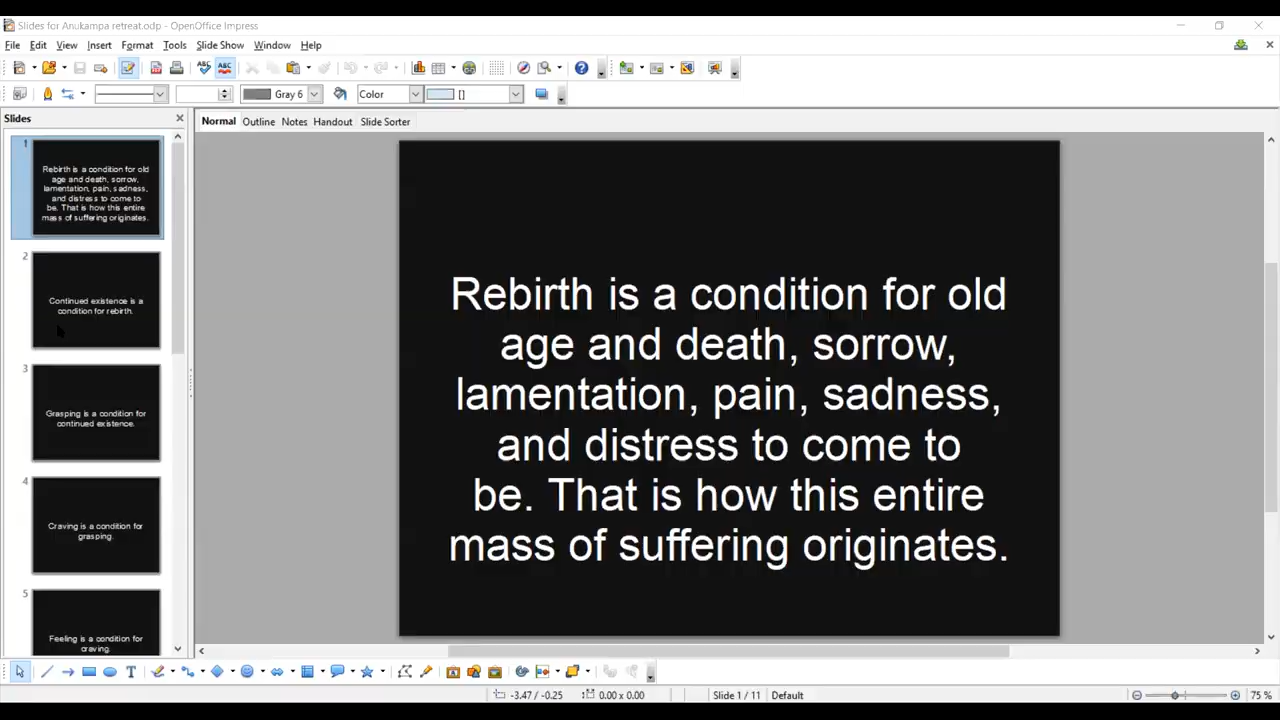 Slides for Anukampa retreat.odp - OpenOffice Impress
File Edit View Insert Format Tools Slide Show Window Help
Gray 6 Color []
Slides
Normal Outline Notes Handout Slide Sorter
1
Rebirth is a condition for old
age and death, sorrow,
lamentation, pain, sadness,
and distress to come to
be. That is how this entire
mass of suffering originates.
2
Continued existence is a
condition for rebirth.
3
Grasping is a condition for
continued existence.
4
Craving is a condition for
grasping.
5
Feeling is a condition for
craving.
Rebirth is a condition for old
age and death, sorrow,
lamentation, pain, sadness,
and distress to come to
be. That is how this entire
mass of suffering originates.
-3.47 / -0.25 0.00 x 0.00 Slide 1 / 11 Default 75 %